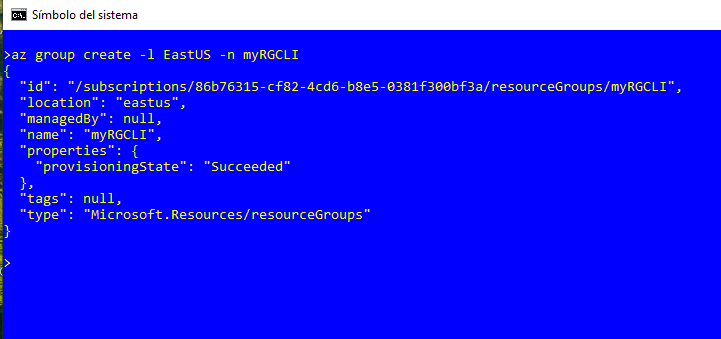 Símbolo del sistema
>az group create -l EastUS -n myRGCLI
{
  "id": "/subscriptions/86b76315-cf82-4cd6-b8e5-0381f300bf3a/resourceGroups/myRGCLI",
  "location": "eastus",
  "managedBy": null,
  "name": "myRGCLI",
  "properties": {
    "provisioningState": "Succeeded"
  },
  "tags": null,
  "type": "Microsoft.Resources/resourceGroups"
}
>